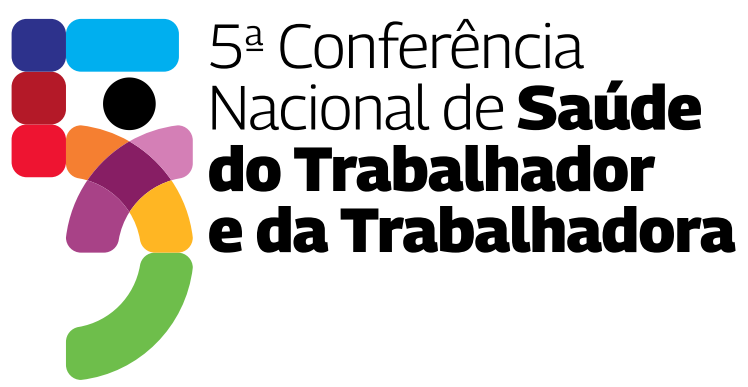 5ª Conferência
Nacional de Saúde
do Trabalhador
e da Trabalhadora